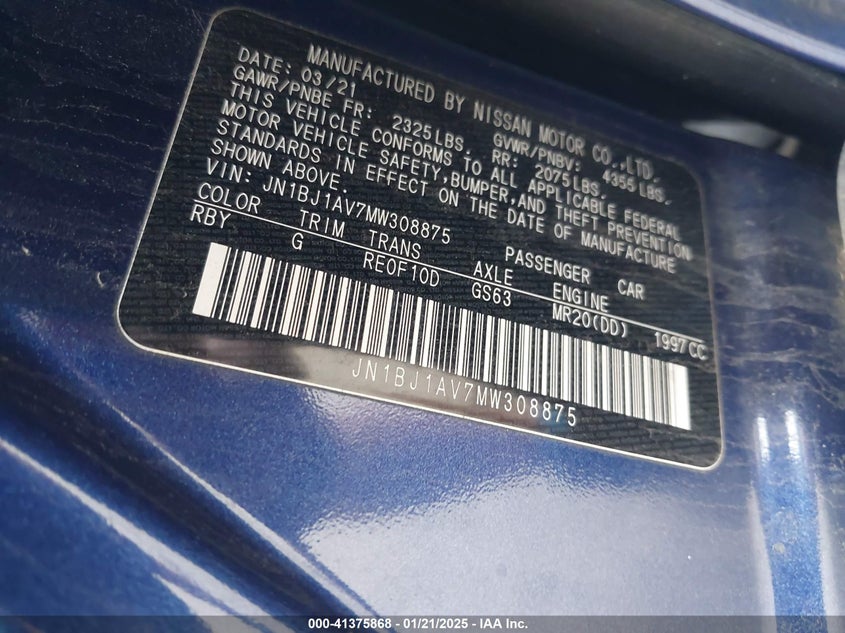 MANUFACTURED BY NISSAN MOTOR CO.,LTD.
DATE: 03/21 GVWR/PNBV: 4355LBS.
GAWR/PNBE FR: 2325LBS. RR: 2075LBS.
THIS VEHICLE CONFORMS TO ALL APPLICABLE FEDERAL
MOTOR VEHICLE SAFETY,BUMPER,AND THEFT PREVENTION
STANDARDS IN EFFECT ON THE DATE OF MANUFACTURE
SHOWN ABOVE.
VIN: JN1BJ1AV7MW308875 PASSENGER CAR
COLOR TRIM TRANS AXLE ENGINE
RBY G RE0F10D GS63 MR20(DD) 1997CC
JN1BJ1AV7MW308875
000-41375868 - 01/21/2025 - IAA Inc.